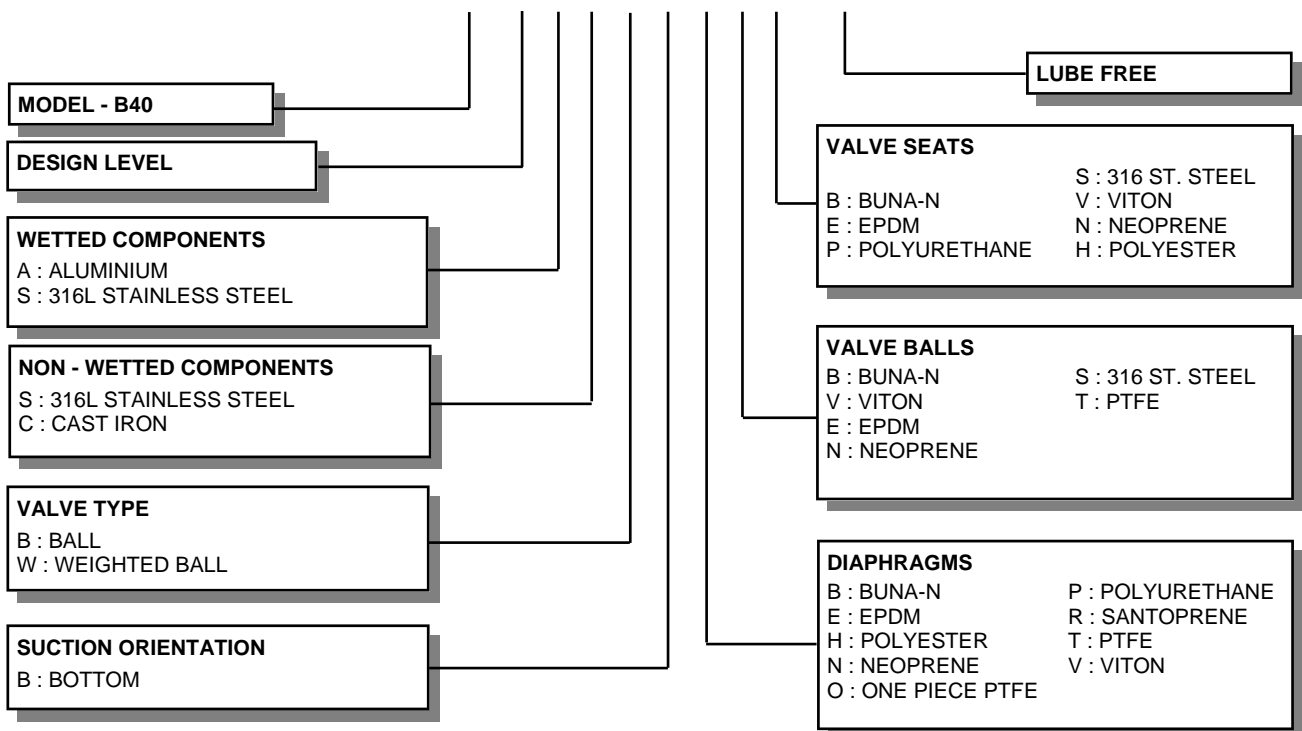 MODEL - B40
DESIGN LEVEL
WETTED COMPONENTS
A : ALUMINIUM
S : 316L STAINLESS STEEL
NON - WETTED COMPONENTS
S : 316L STAINLESS STEEL
C : CAST IRON
VALVE TYPE
B : BALL
W : WEIGHTED BALL
SUCTION ORIENTATION
B : BOTTOM
LUBE FREE
VALVE SEATS
B : BUNA-N
E : EPDM
P : POLYURETHANE
S : 316 ST. STEEL
V : VITON
N : NEOPRENE
H : POLYESTER
VALVE BALLS
B : BUNA-N
V : VITON
E : EPDM
N : NEOPRENE
S : 316 ST. STEEL
T : PTFE
DIAPHRAGMS
B : BUNA-N
E : EPDM
H : POLYESTER
N : NEOPRENE
O : ONE PIECE PTFE
P : POLYURETHANE
R : SANTOPRENE
T : PTFE
V : VITON